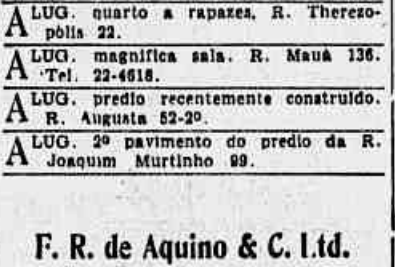 ALUG. quarto a rapazes, R. Therezo-
pòlis 22.
ALUG. magnifica sala. R. Mauá 136.
Tel. 22-4618.
ALUG. predio recentemente construido.
R. Augusta 52-2º.
ALUG. 2º pavimento do predio da R.
Joaquim Murtinho 99.
F. R. de Aquino & C. Ltd.